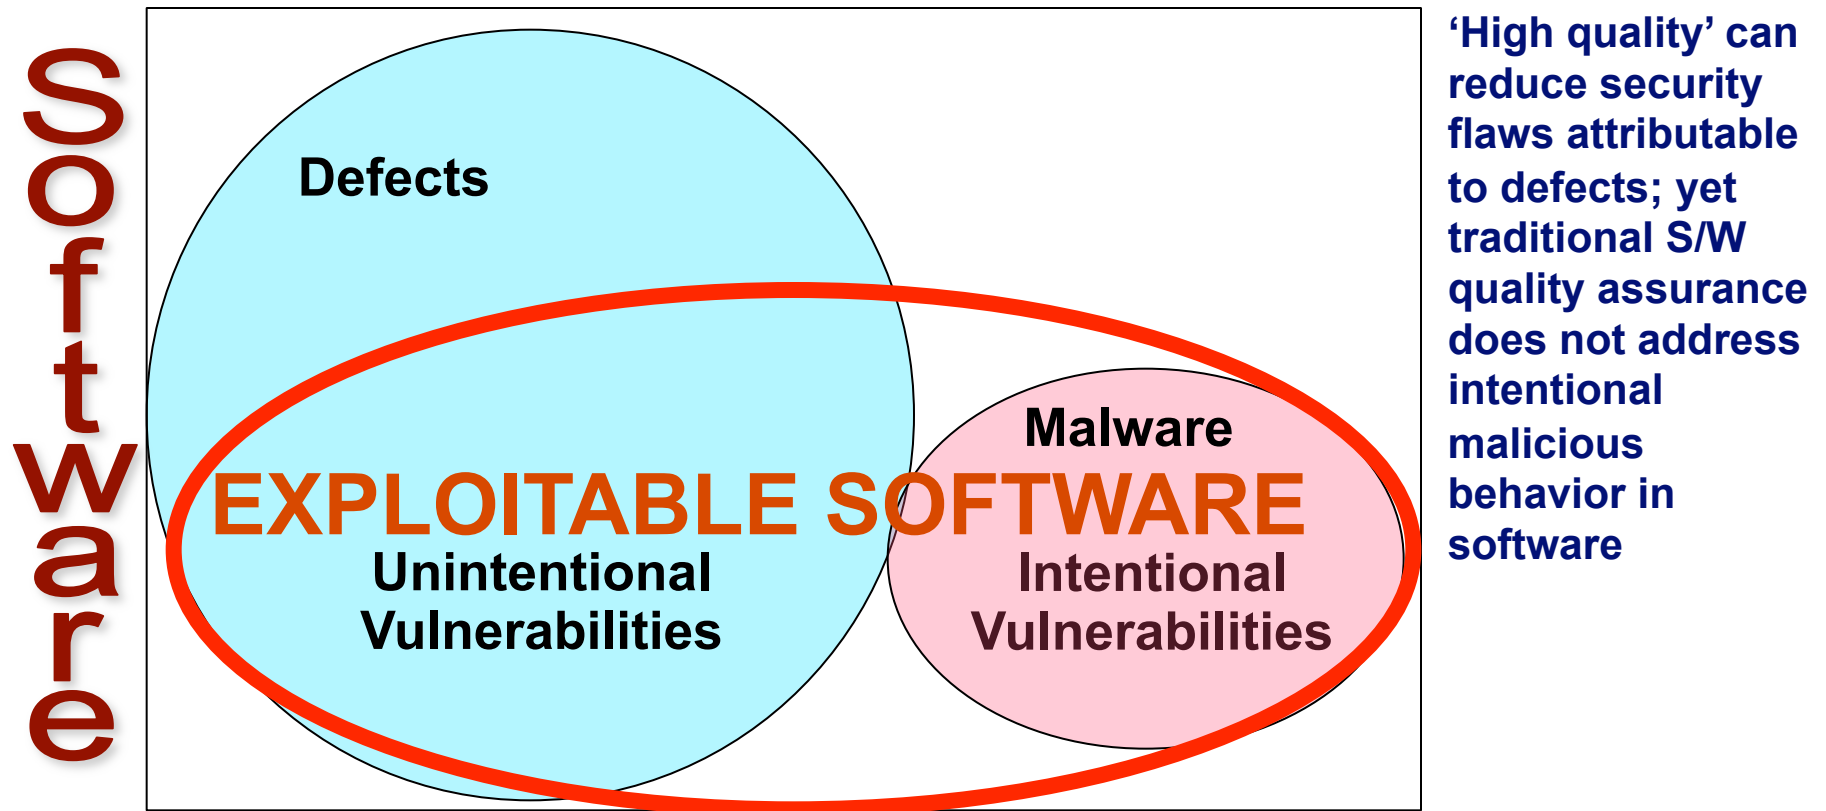 Software
Defects
Malware
EXPLOITABLE SOFTWARE
Unintentional
Vulnerabilities
Intentional
Vulnerabilities
‘High quality’ can
reduce security
flaws attributable
to defects; yet
traditional S/W
quality assurance
does not address
intentional
malicious
behavior in
software